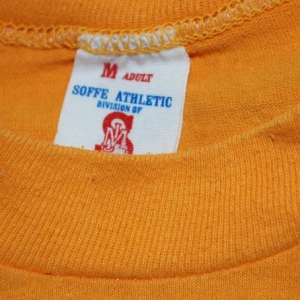 M ADULT
SOFFE ATHLETIC
DIVISION OF